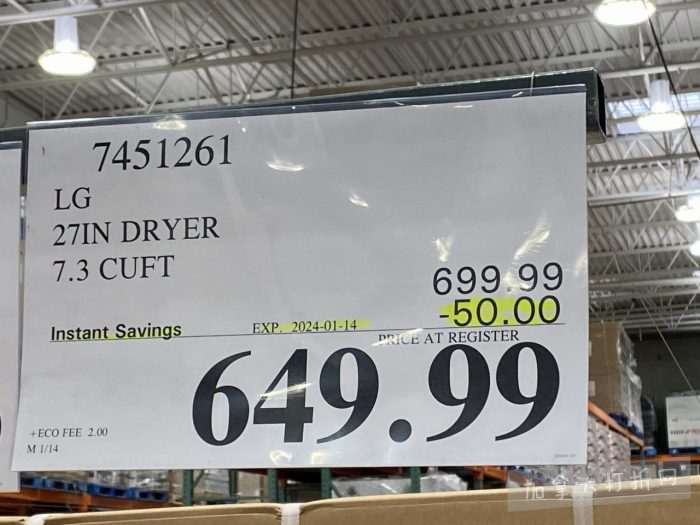 7451261
LG
27IN DRYER
7.3 CUFT
699.99
-50.00
Instant Savings EXP. 2024-01-14
PRICE AT REGISTER
649.99
+ECO FEE 2.00
M 1/14